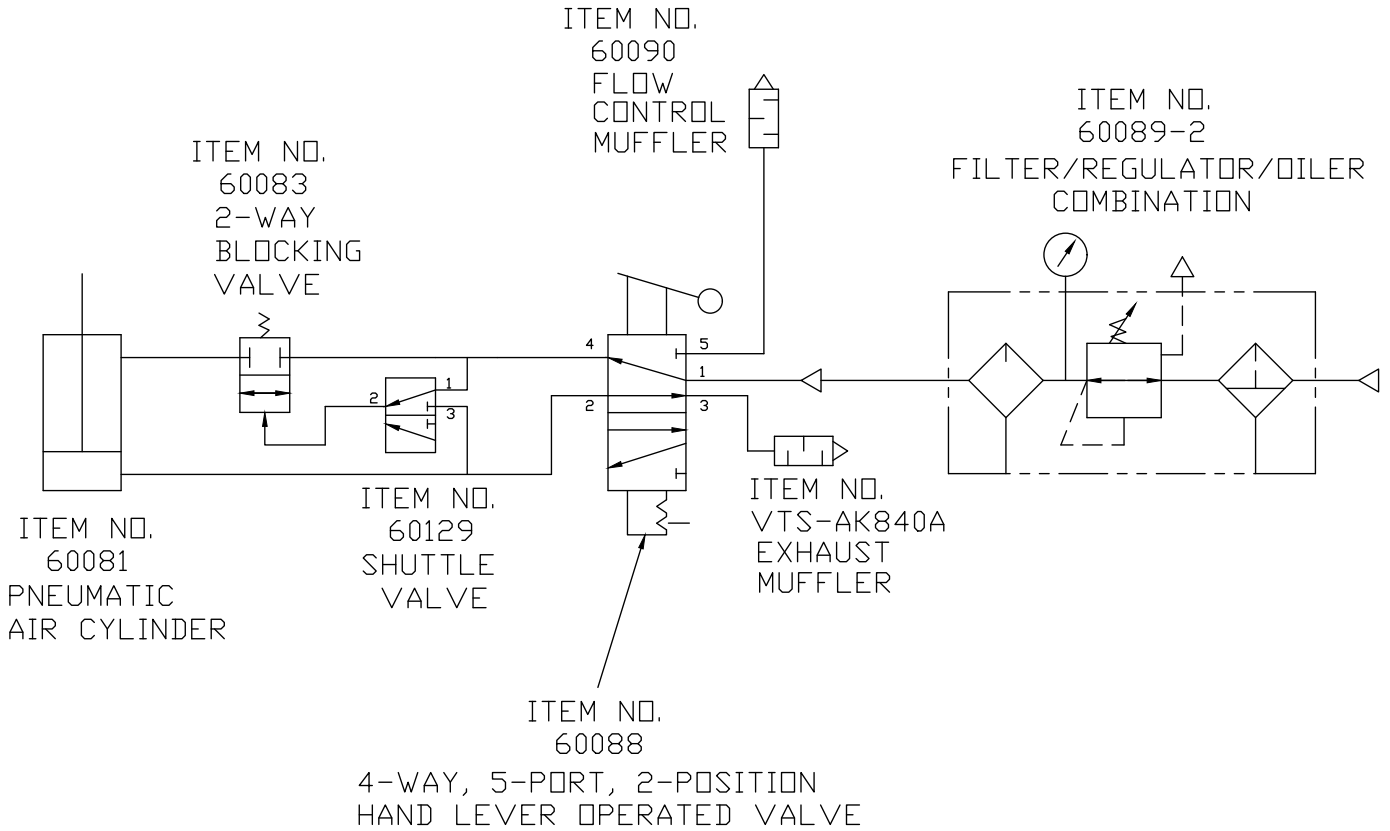 ITEM NO.
60090
FLOW
CONTROL
MUFFLER
ITEM NO.
60089-2
FILTER/REGULATOR/OILER
COMBINATION
ITEM NO.
60083
2-WAY
BLOCKING
VALVE
4
5
1
2
3
2
1
3
ITEM NO.
60081
PNEUMATIC
AIR CYLINDER
ITEM NO.
60129
SHUTTLE
VALVE
ITEM NO.
VTS-AK840A
EXHAUST
MUFFLER
ITEM NO.
60088
4-WAY, 5-PORT, 2-POSITION
HAND LEVER OPERATED VALVE